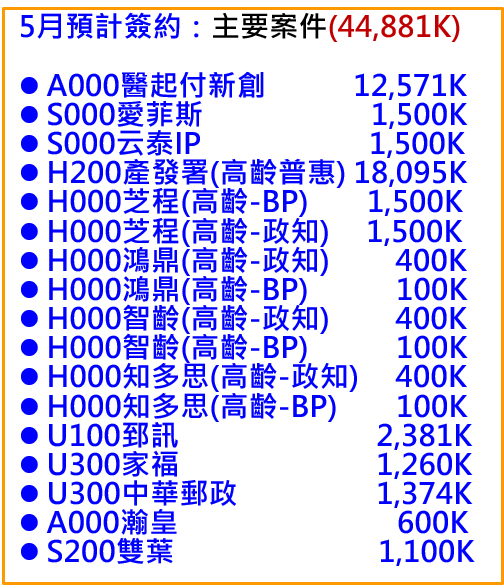 5月預計簽約：主要案件(44,881K)
● A000醫起付新創 12,571K
● S000愛菲斯 1,500K
● S000云泰IP 1,500K
● H200產發署(高齡普惠) 18,095K
● H000芝程(高齡-BP) 1,500K
● H000芝程(高齡-政知) 1,500K
● H000鴻鼎(高齡-政知) 400K
● H000鴻鼎(高齡-BP) 100K
● H000智齡(高齡-政知) 400K
● H000智齡(高齡-BP) 100K
● H000知多思(高齡-政知) 400K
● H000知多思(高齡-BP) 100K
● U100郅訊 2,381K
● U300家福 1,260K
● U300中華郵政 1,374K
● A000瀚皇 600K
● S200雙葉 1,100K